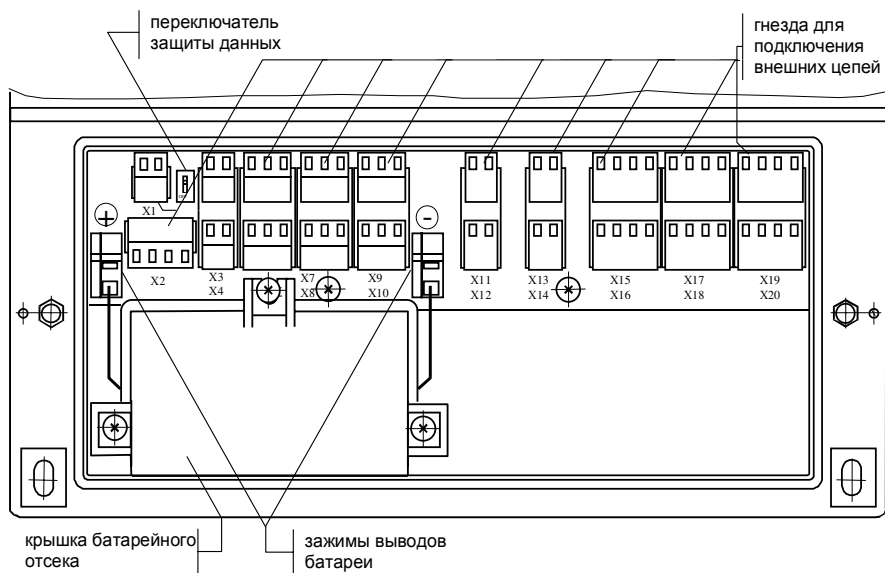 переключатель
защиты данных
гнезда для
подключения
внешних цепей
X1
+
-
X2
X3
X4
X7
X8
X9
X10
X11
X12
X13
X14
X15
X16
X17
X18
X19
X20
крышка батарейного
отсека
зажимы выводов
батареи